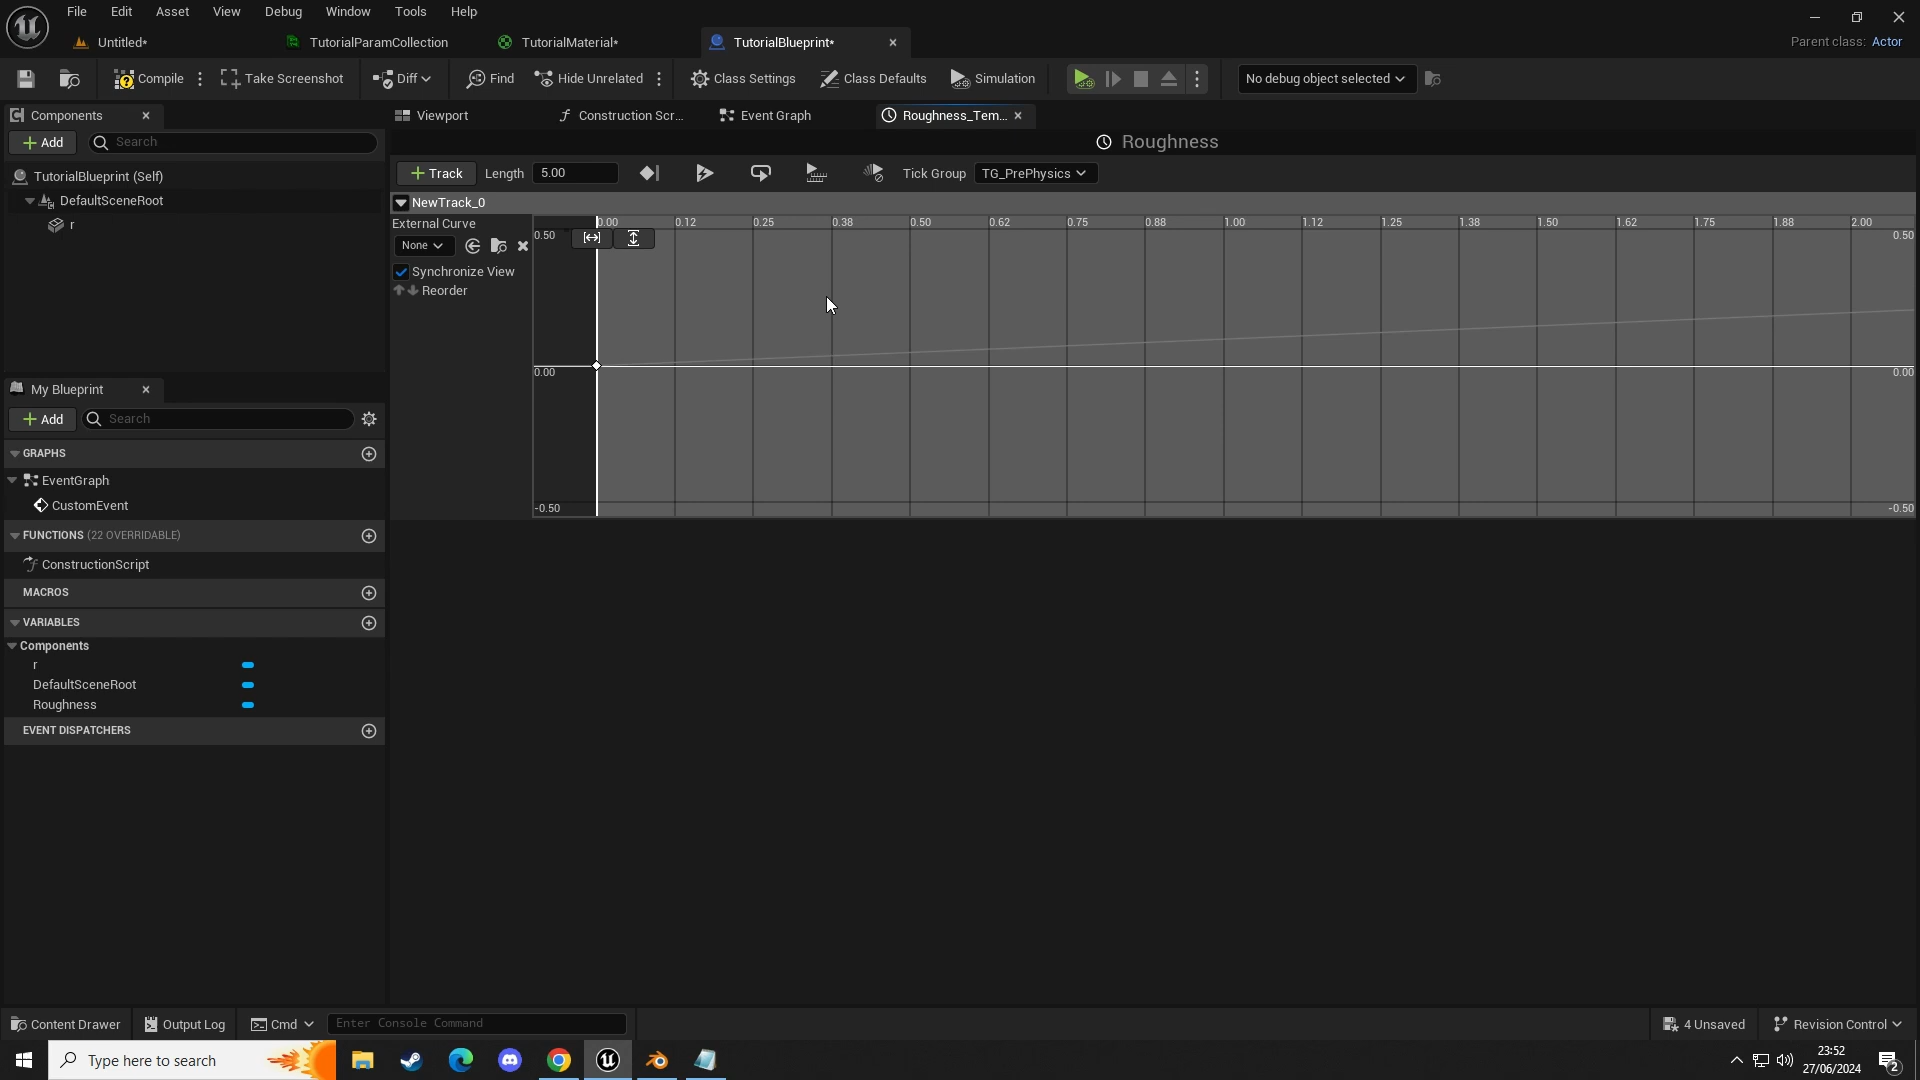 File Edit Asset View Debug Window Tools Help
Untitled* TutorialParamCollection TutorialMaterial* TutorialBlueprint* Parent class: Actor
Compile Take Screenshot Diff Find Hide Unrelated Class Settings Class Defaults Simulation No debug object selected
Components Viewport Construction Scr... Event Graph Roughness_Tem...
Add Search Roughness
Track Length 5.00 Tick Group TG_PrePhysics
TutorialBlueprint (Self)
DefaultSceneRoot NewTrack_0
r External Curve 0.00 0.12 0.25 0.38 0.50 0.62 0.75 0.88 1.00 1.12 1.25 1.38 1.50 1.62 1.75 1.88 2.00
None 0.50 0.50
Synchronize View
Reorder
0.00 0.00
My Blueprint
Add Search
GRAPHS
EventGraph
CustomEvent -0.50 -0.50
FUNCTIONS (22 OVERRIDABLE)
ConstructionScript
MACROS
VARIABLES
Components
r
DefaultSceneRoot
Roughness
EVENT DISPATCHERS
Content Drawer Output Log Cmd Enter Console Command 4 Unsaved Revision Control
Type here to search 23:52
27/06/2024 2